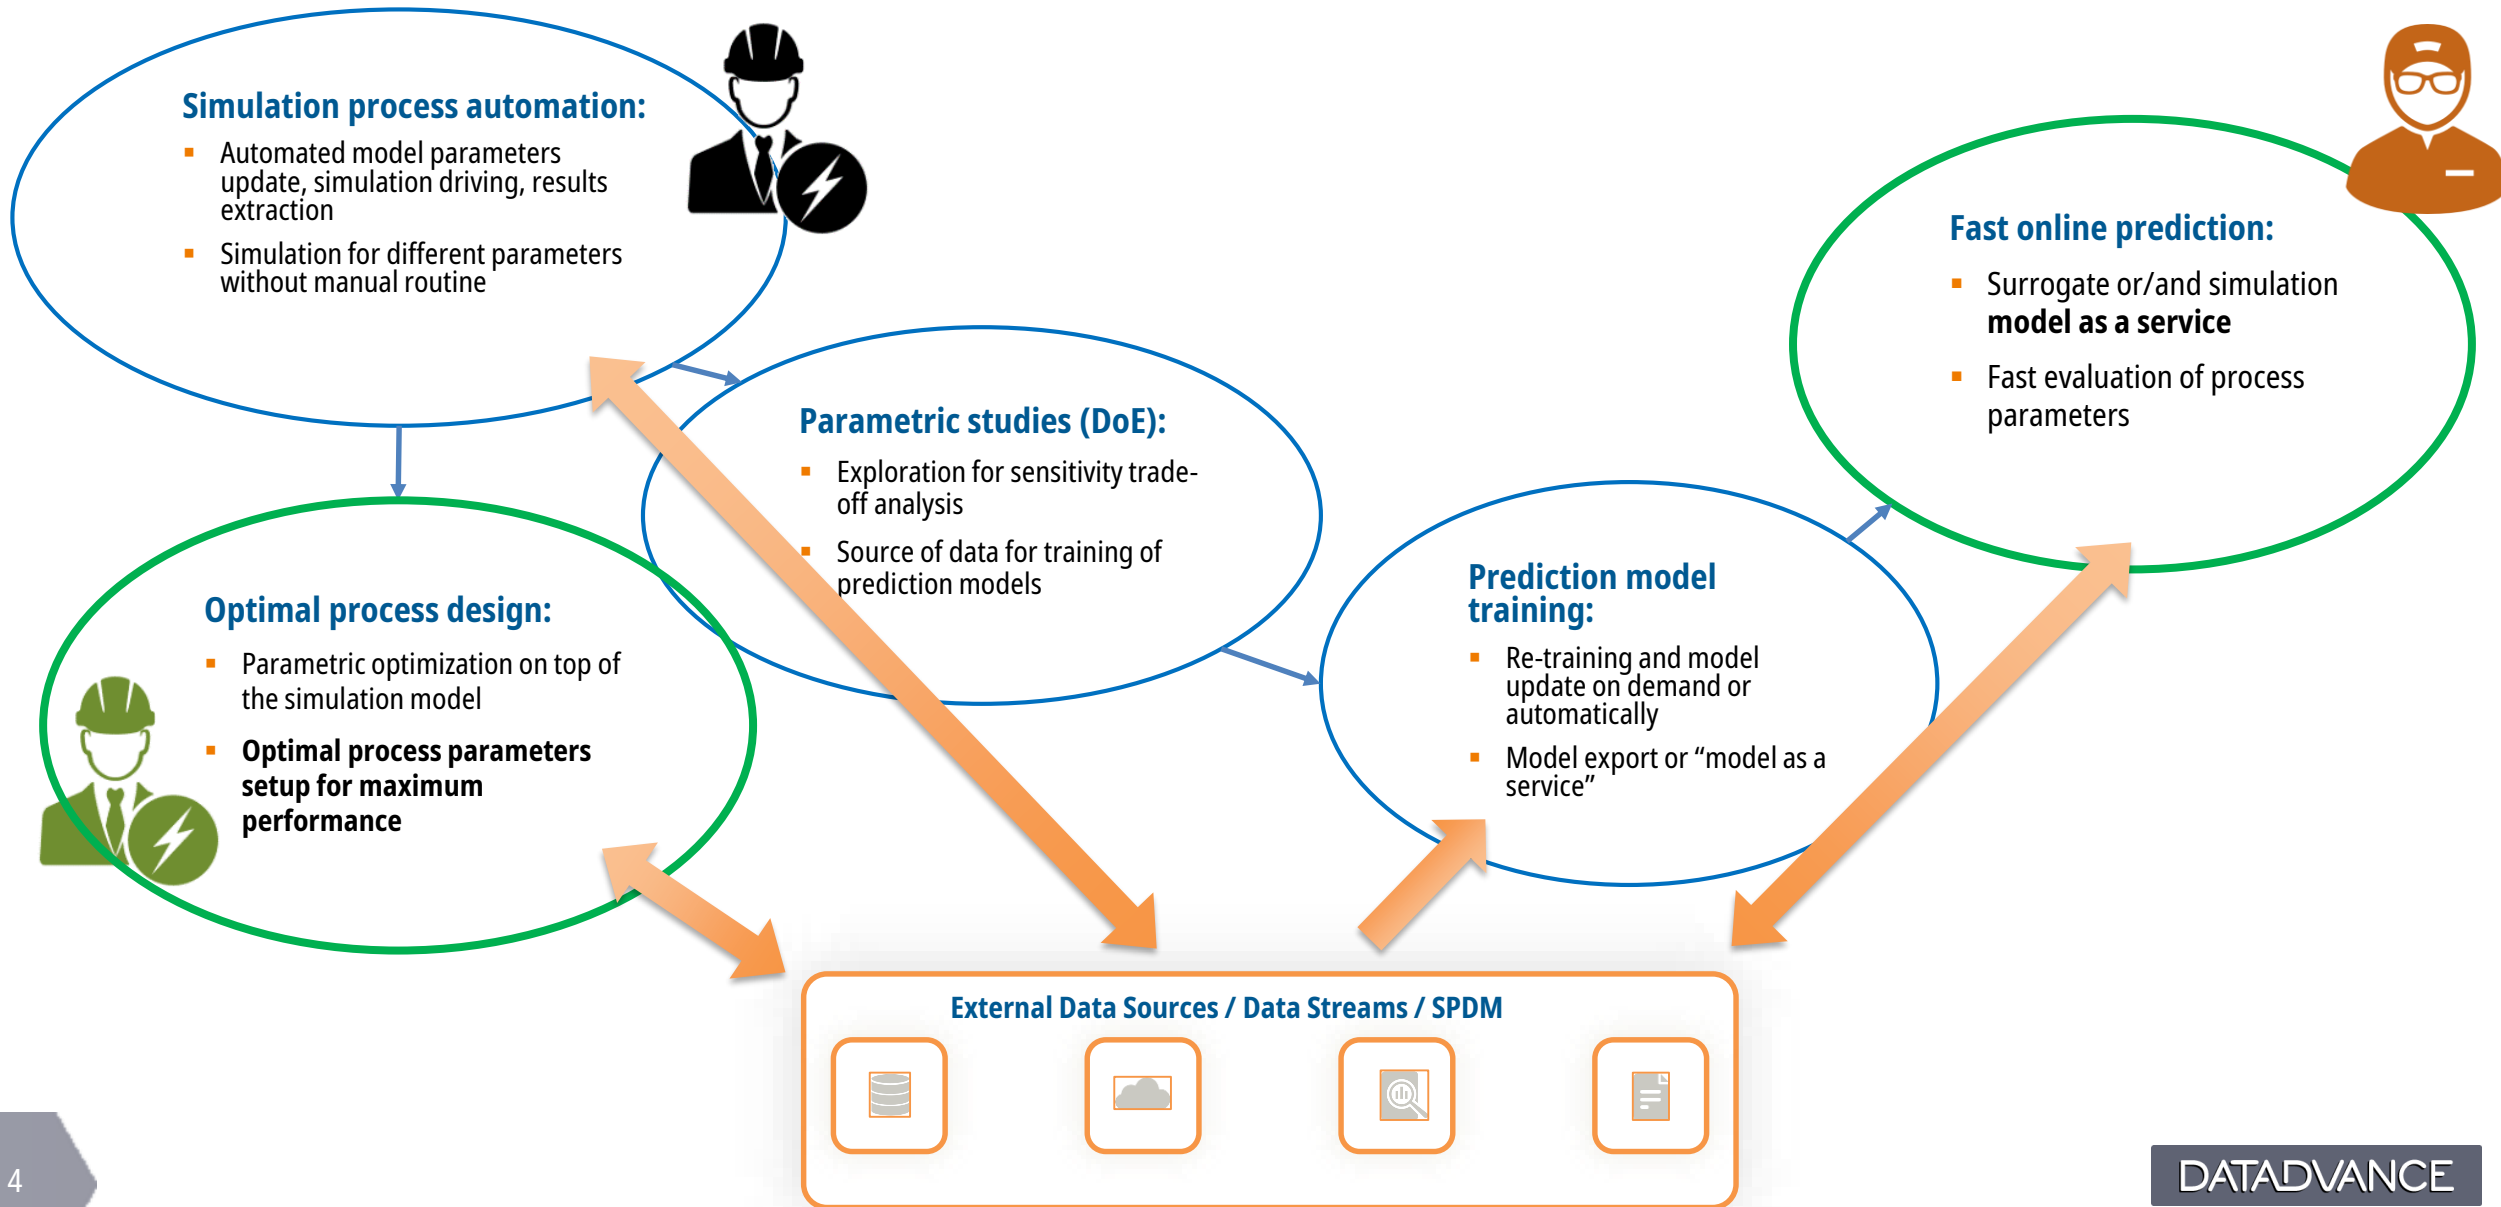 Simulation process automation:
▪ Automated model parameters
update, simulation driving, results
extraction
▪ Simulation for different parameters
without manual routine
Fast online prediction:
▪ Surrogate or/and simulation
model as a service
▪ Fast evaluation of process
parameters
Parametric studies (DoE):
▪ Exploration for sensitivity trade-
off analysis
▪ Source of data for training of
prediction models
Prediction model
training:
▪ Re-training and model
update on demand or
automatically
▪ Model export or “model as a
service”
Optimal process design:
▪ Parametric optimization on top of
the simulation model
▪ Optimal process parameters
setup for maximum
performance
External Data Sources / Data Streams / SPDM
4
DATADVANCE